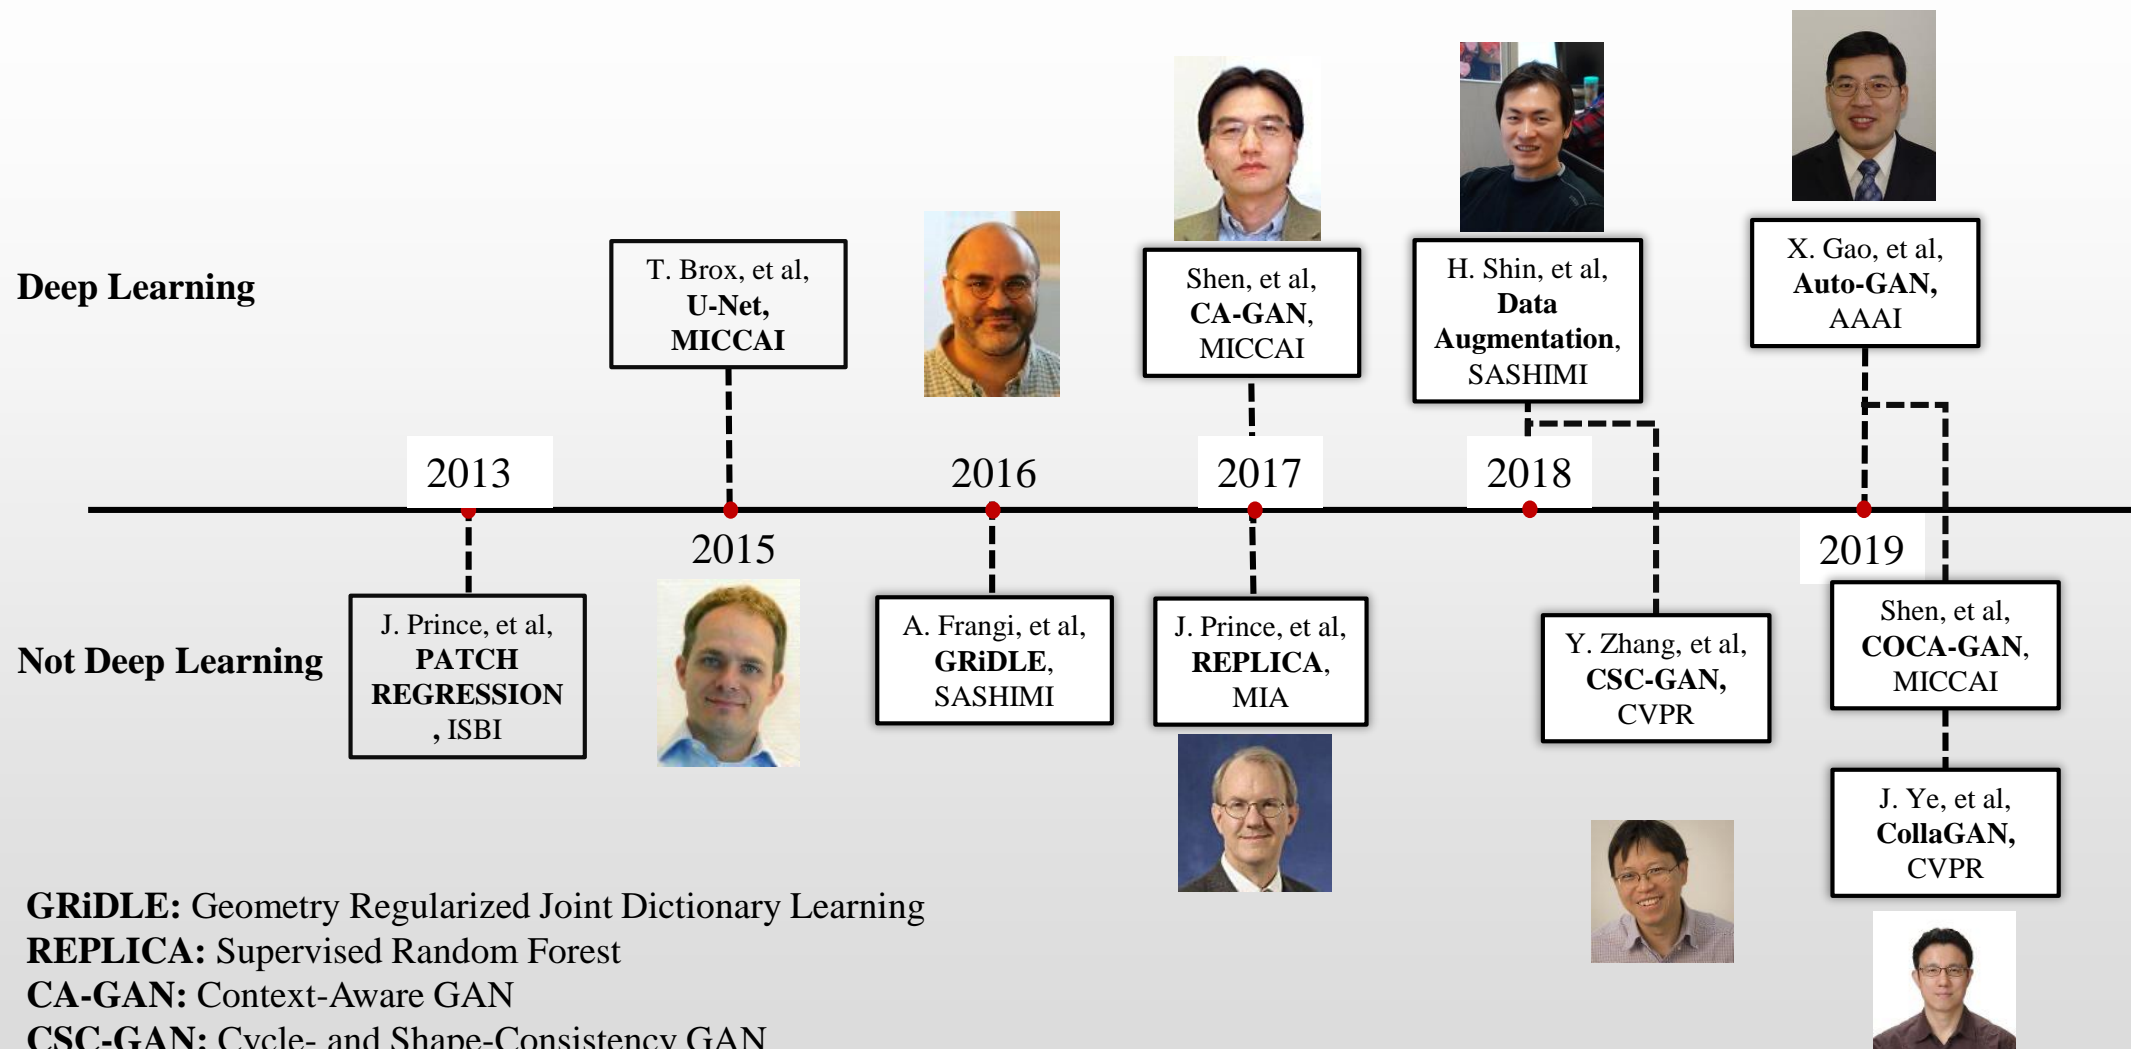 Deep Learning
T. Brox, et al,
U-Net,
MICCAI
Shen, et al,
CA-GAN,
MICCAI
H. Shin, et al,
Data
Augmentation,
SASHIMI
X. Gao, et al,
Auto-GAN,
AAAI
2013
2015
2016
2017
2018
2019
Not Deep Learning
J. Prince, et al,
PATCH
REGRESSION
, ISBI
A. Frangi, et al,
GRiDLE,
SASHIMI
J. Prince, et al,
REPLICA,
MIA
Y. Zhang, et al,
CSC-GAN,
CVPR
Shen, et al,
COCA-GAN,
MICCAI
J. Ye, et al,
CollaGAN,
CVPR
GRiDLE: Geometry Regularized Joint Dictionary Learning
REPLICA: Supervised Random Forest
CA-GAN: Context-Aware GAN
CSC-GAN: Cycle- and Shape-Consistency GAN